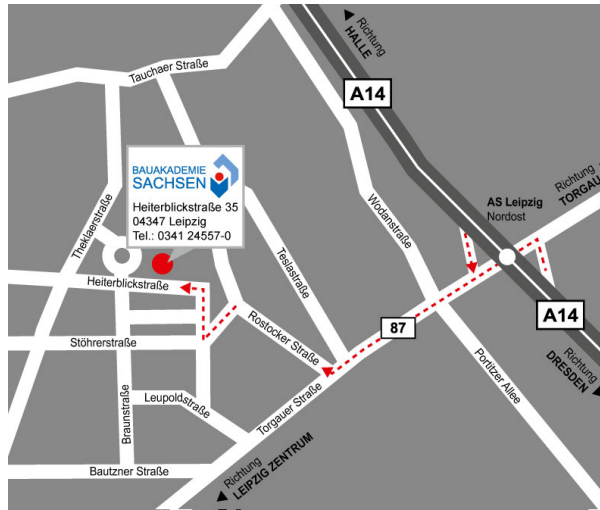 Richtung
HALLE
Tauchaer Straße
A14
BAUAKADEMIE
SACHSEN
Heiterblickstraße 35
04347 Leipzig
Tel.: 0341 24557-0
Richtung
TORGAU
AS Leipzig
Nordost
Wodanstraße
Theklaerstraße
Teslastraße
Heiterblickstraße
A14
Rostocker Straße
87
Stöhrerstraße
Richtung
DRESDEN
Portitzer Allee
Leupoldstraße
Torgauer Straße
Braunstraße
Bautzner Straße
Richtung
LEIPZIG ZENTRUM